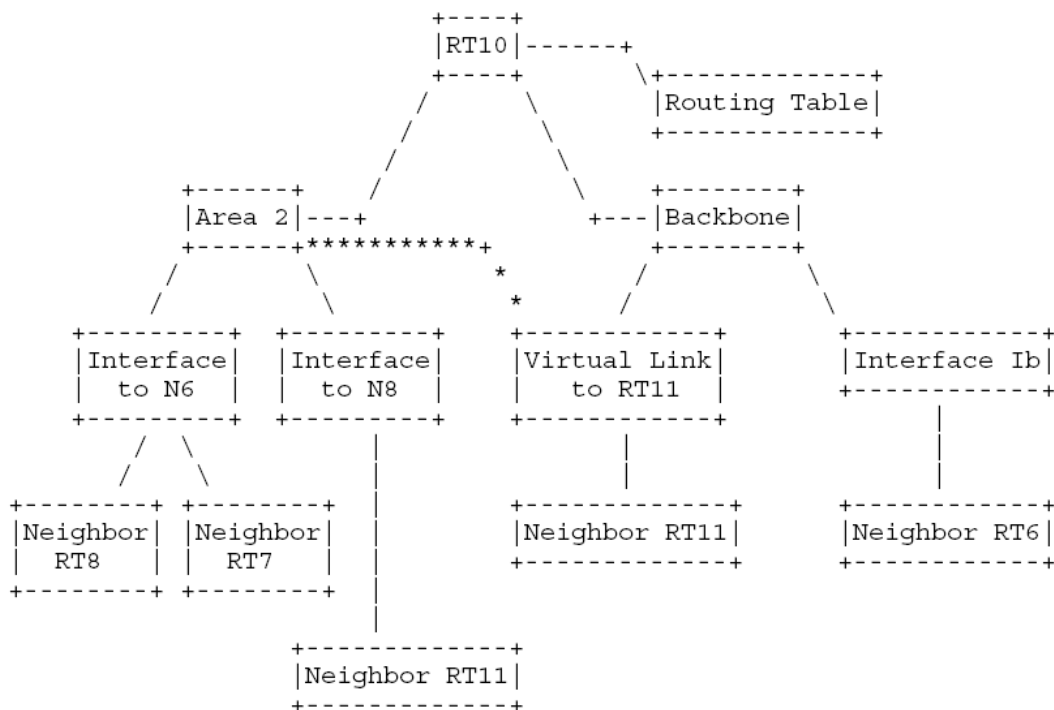 RT10
Routing Table
Area 2
Backbone
Interface
to N6
Interface
to N8
Virtual Link
to RT11
Interface Ib
Neighbor
RT8
Neighbor
RT7
Neighbor RT11
Neighbor RT6
Neighbor RT11